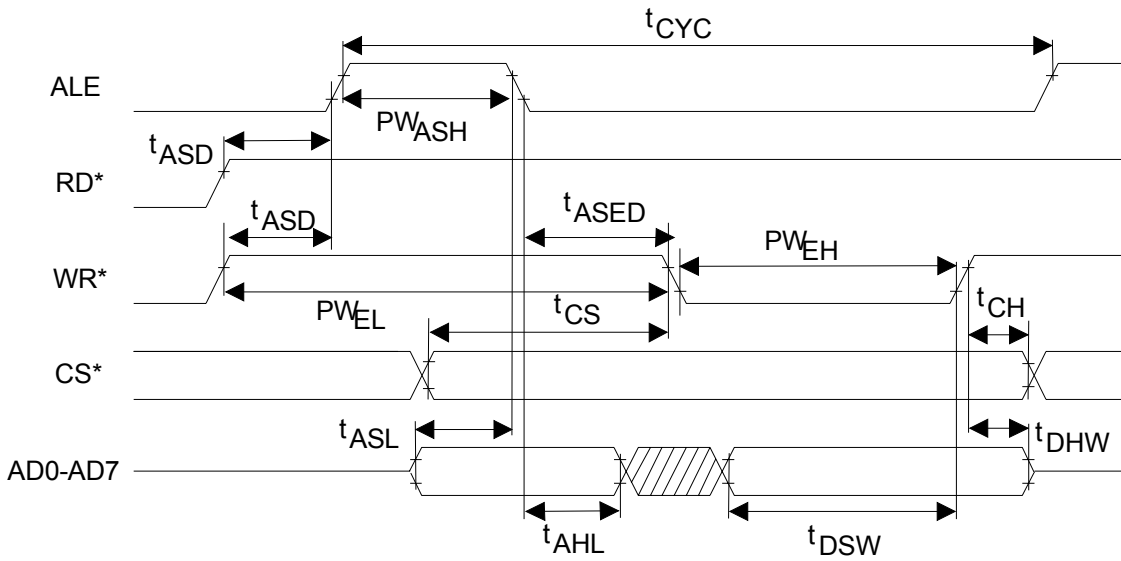 tCYC
ALE
PWASH
tASD
RD*
tASD
tASED
PWEH
WR*
PWEL
tCS
tCH
CS*
tASL
tDHW
AD0-AD7
tAHL
tDSW